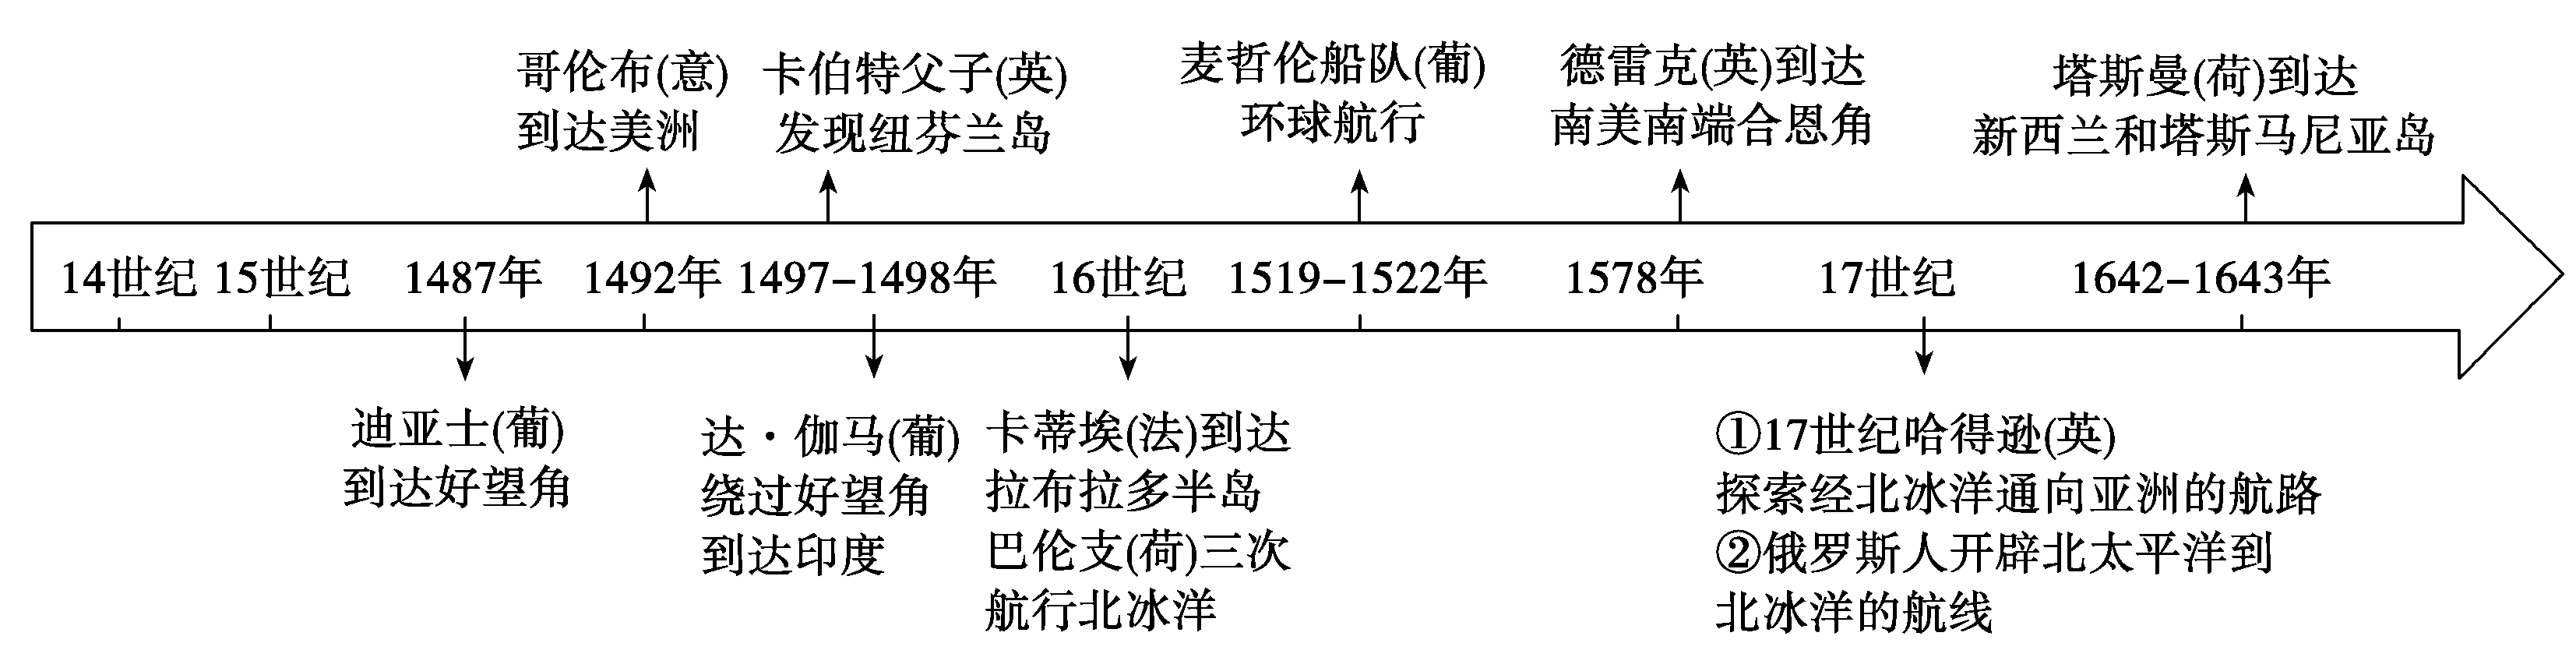 哥伦布(意)
到达美洲
卡伯特父子(英)
发现纽芬兰岛
麦哲伦船队(葡)
环球航行
德雷克(英)到达
南美南端合恩角
塔斯曼(荷)到达
新西兰和塔斯马尼亚岛
14世纪 15世纪 1487年 1492年 1497-1498年 16世纪 1519-1522年 1578年 17世纪 1642-1643年
迪亚士(葡)
到达好望角
达·伽马(葡)
绕过好望角
到达印度
卡蒂埃(法)到达
拉布拉多半岛
巴伦支(荷)三次
航行北冰洋
①17世纪哈得逊(英)
探索经北冰洋通向亚洲的航路
②俄罗斯人开辟北太平洋到
北冰洋的航线